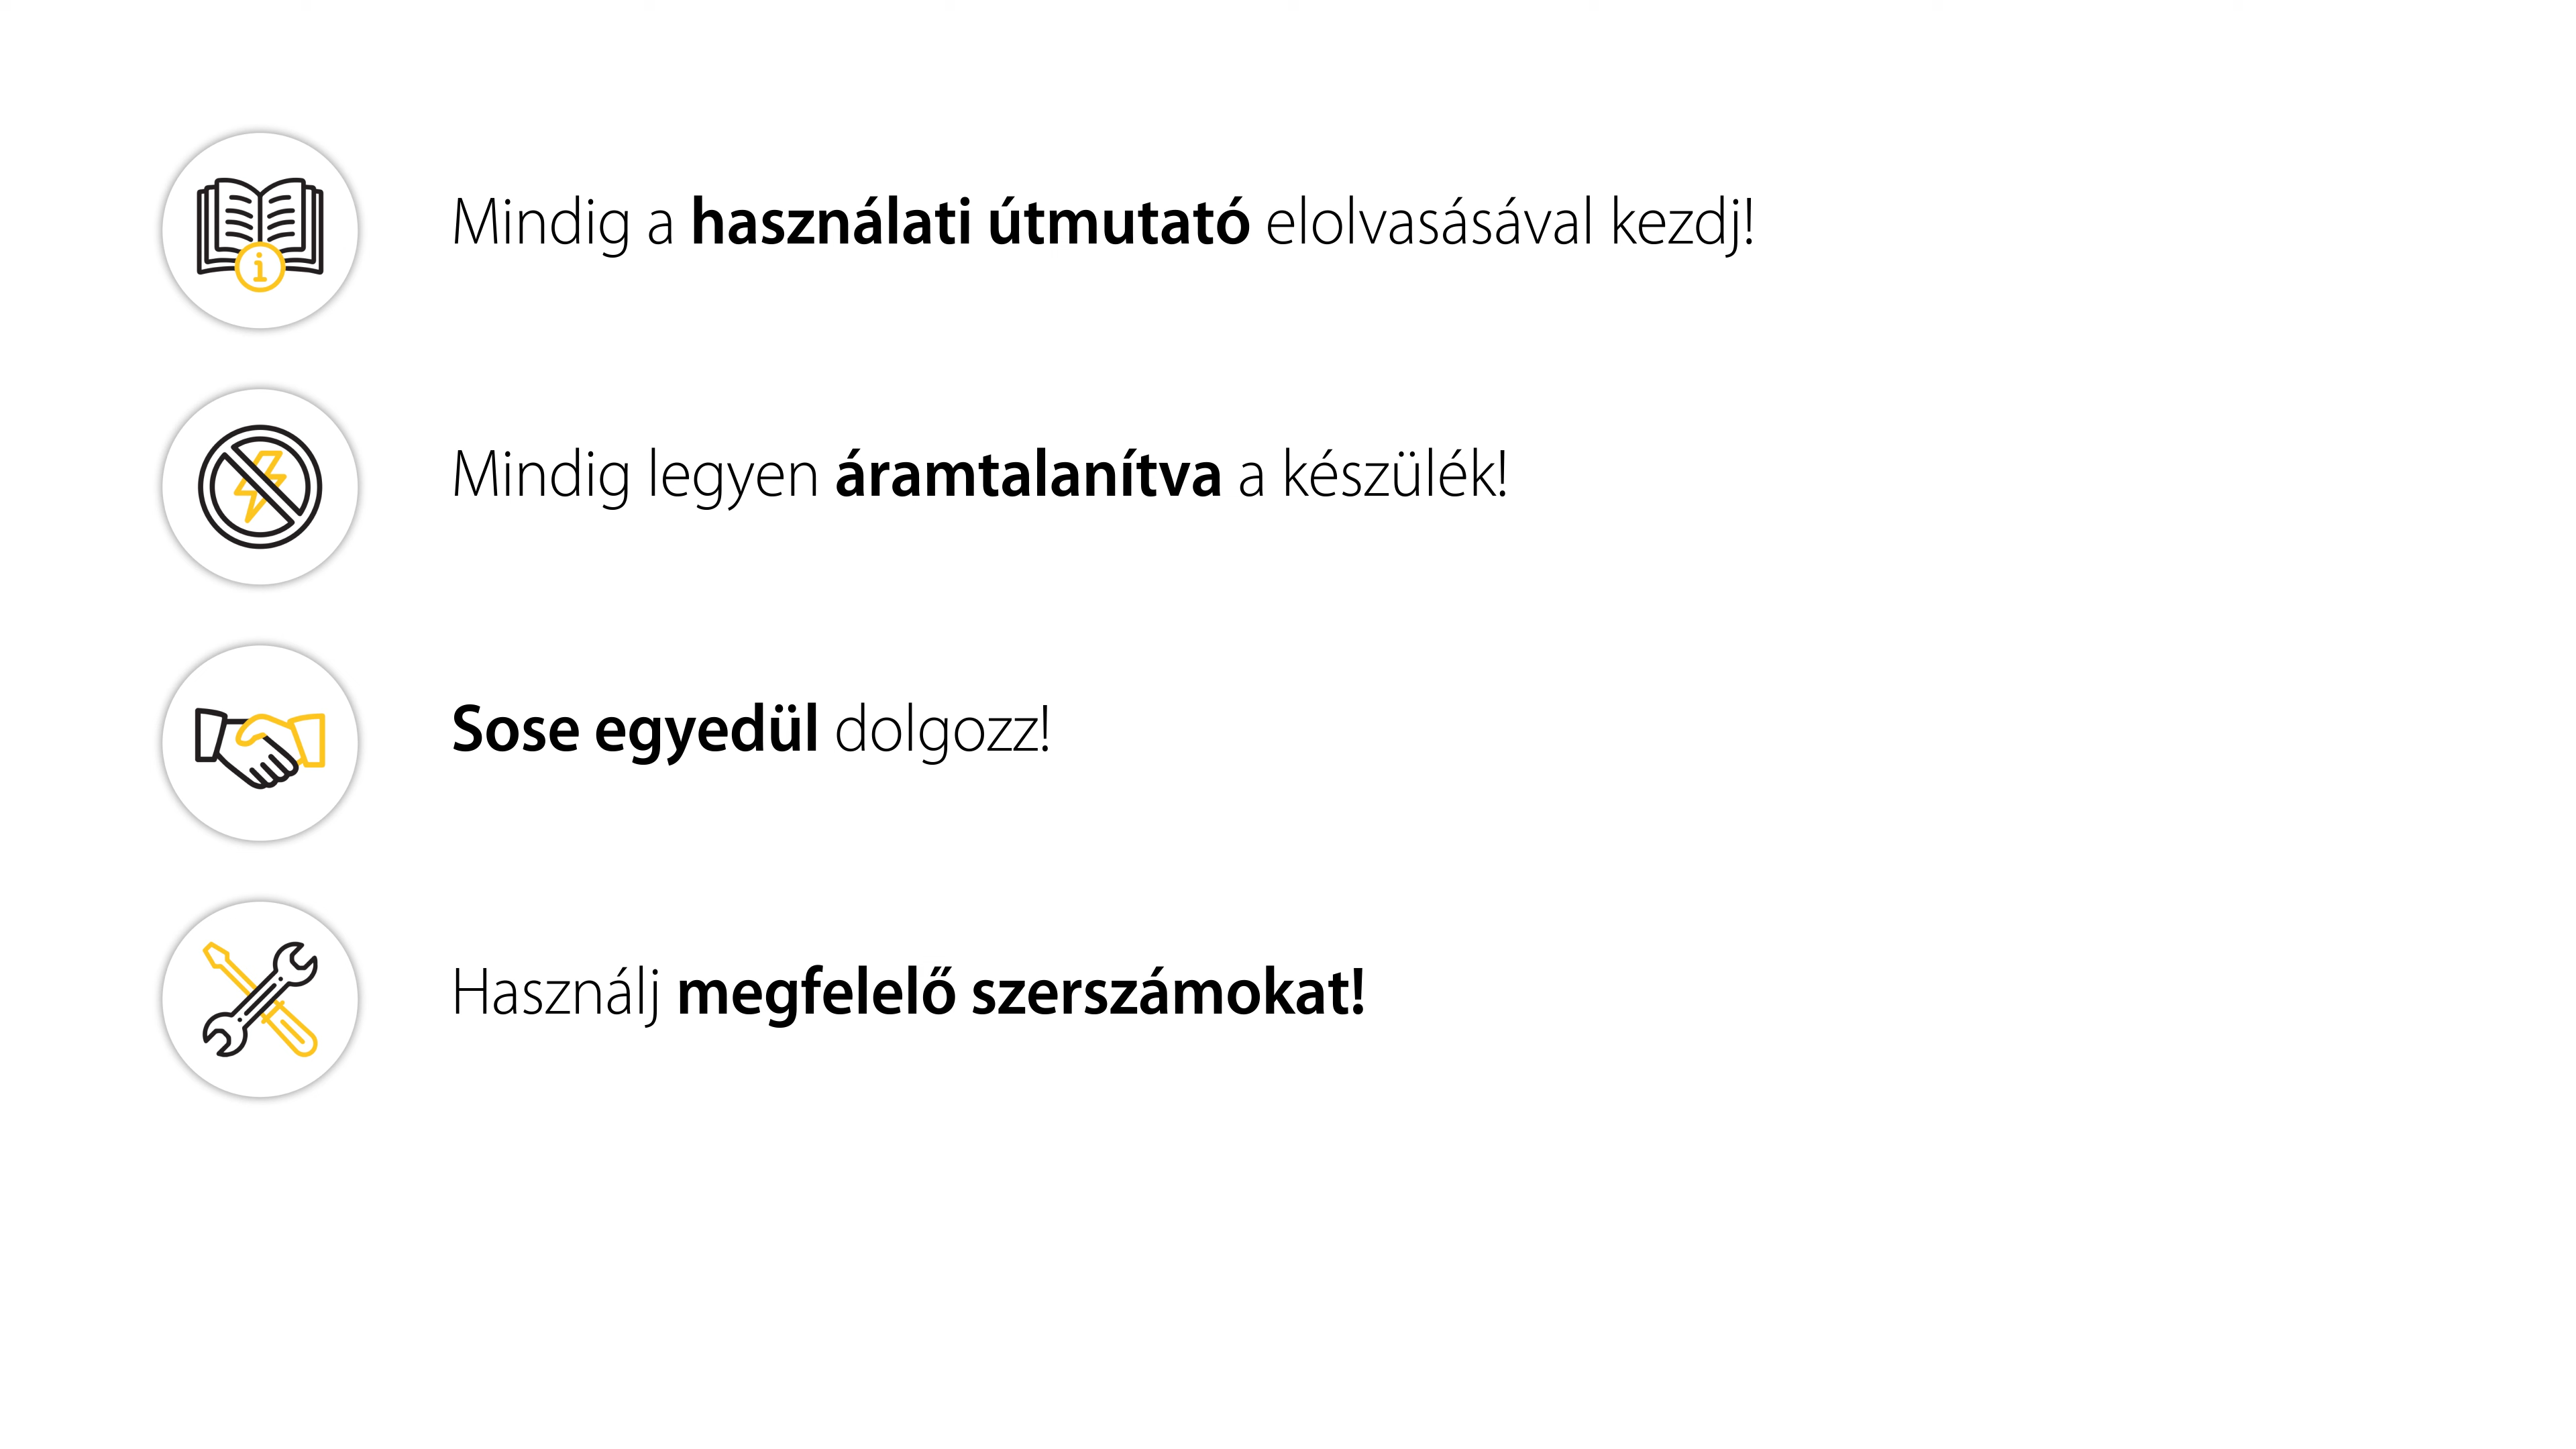 Mindig a használati útmutató elolvasásával kezdj!
Mindig legyen áramtalanítva a készülék!
Sose egyedül dolgozz!
Használj megfelelő szerszámokat!